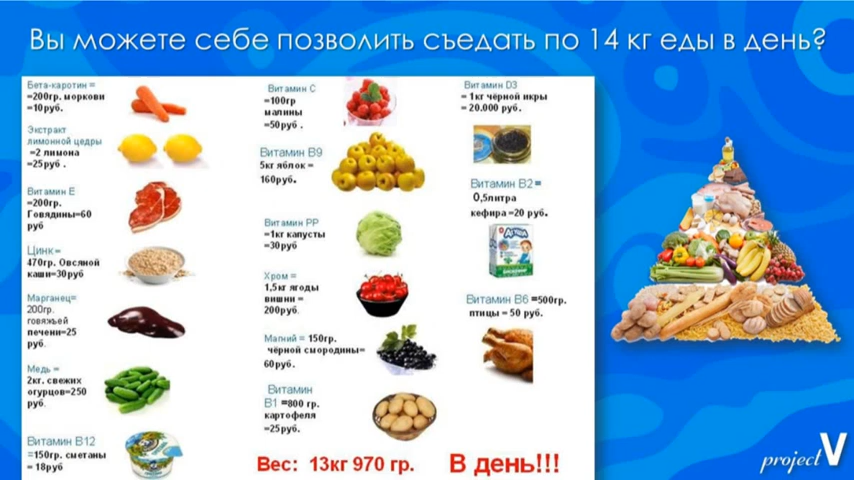 Вы можете себе позволить съедать по 14 кг еды в день?
Бета-каротин =
=200гр. моркови
=10руб.
Экстракт
лимонной цедры
=2 лимона
=25руб .
Витамин Е
=200гр.
Говядины=60
руб
Цинк=
470гр. Овсяной
каши=30руб
Марганец=
200гр.
говяжьей
печени=25
руб.
Медь =
2кг. свежих
огурцов=250
руб.
Витамин В12
=150гр. сметаны
= 18руб
Витамин С
=100гр
малины
=50руб .
Витамин В9
5кг яблок =
160руб.
Витамин РР
=1кг капусты
=30руб
Хром =
1,5кг ягоды
вишни =
200руб.
Магний = 150гр.
чёрной смородины=
60руб.
Витамин
В1 =800 гр.
картофеля
=25руб.
Витамин D3
= 1кг чёрной икры
= 20.000 руб.
Витамин В2=
0,5литра
кефира =20 руб.
АГУША
Витамин В6 =500гр.
птицы = 50 руб.
Вес: 13кг 970 гр. В день!!!
project V